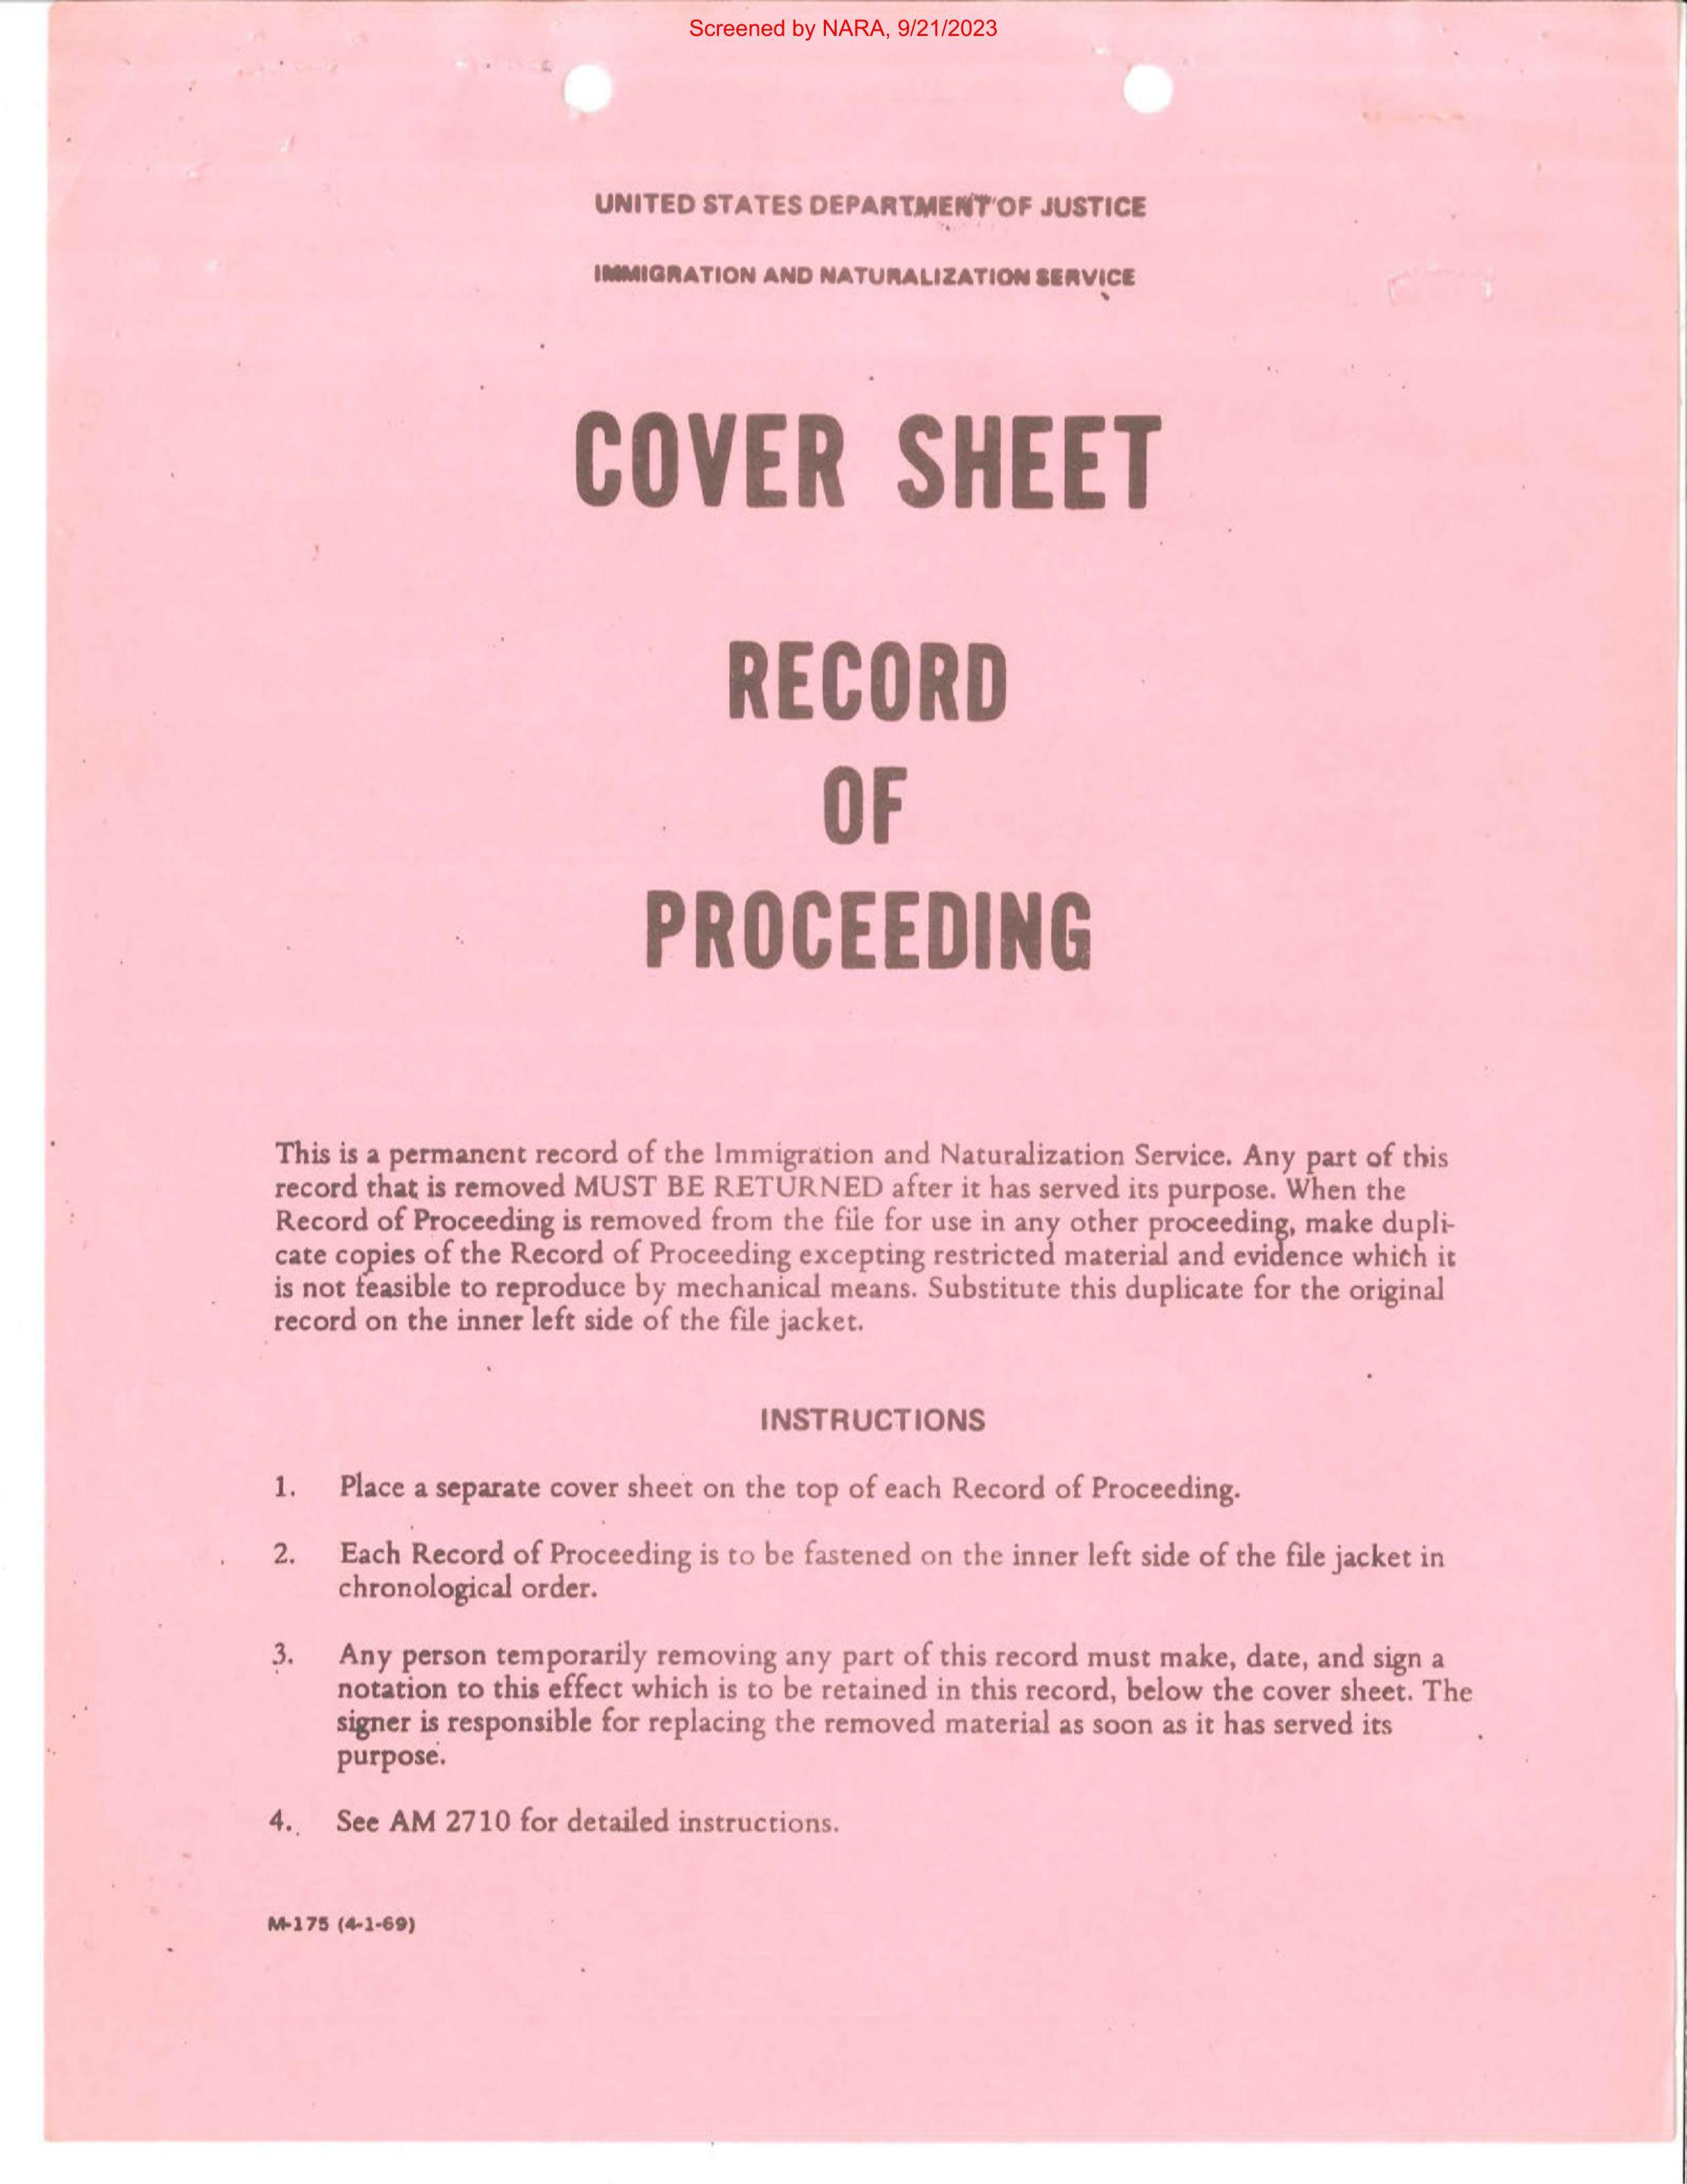 Screened by NARA, 9/21/2023
UNITED STATES DEPARTMENT OF JUSTICE
IMMIGRATION AND NATURALIZATION SERVICE
COVER SHEET
RECORD
OF
PROCEEDING
This is a permanent record of the Immigration and Naturalization Service. Any part of this
record that is removed MUST BE RETURNED after it has served its purpose. When the
Record of Proceeding is removed from the file for use in any other proceeding, make dupli-
cate copies of the Record of Proceeding excepting restricted material and evidence which it
is not feasible to reproduce by mechanical means. Substitute this duplicate for the original
record on the inner left side of the file jacket.
INSTRUCTIONS
1. Place a separate cover sheet on the top of each Record of Proceeding.
2. Each Record of Proceeding is to be fastened on the inner left side of the file jacket in
chronological order.
3. Any person temporarily removing any part of this record must make, date, and sign a
notation to this effect which is to be retained in this record, below the cover sheet. The
signer is responsible for replacing the removed material as soon as it has served its
purpose.
4. See AM 2710 for detailed instructions.
M-175 (4-1-69)